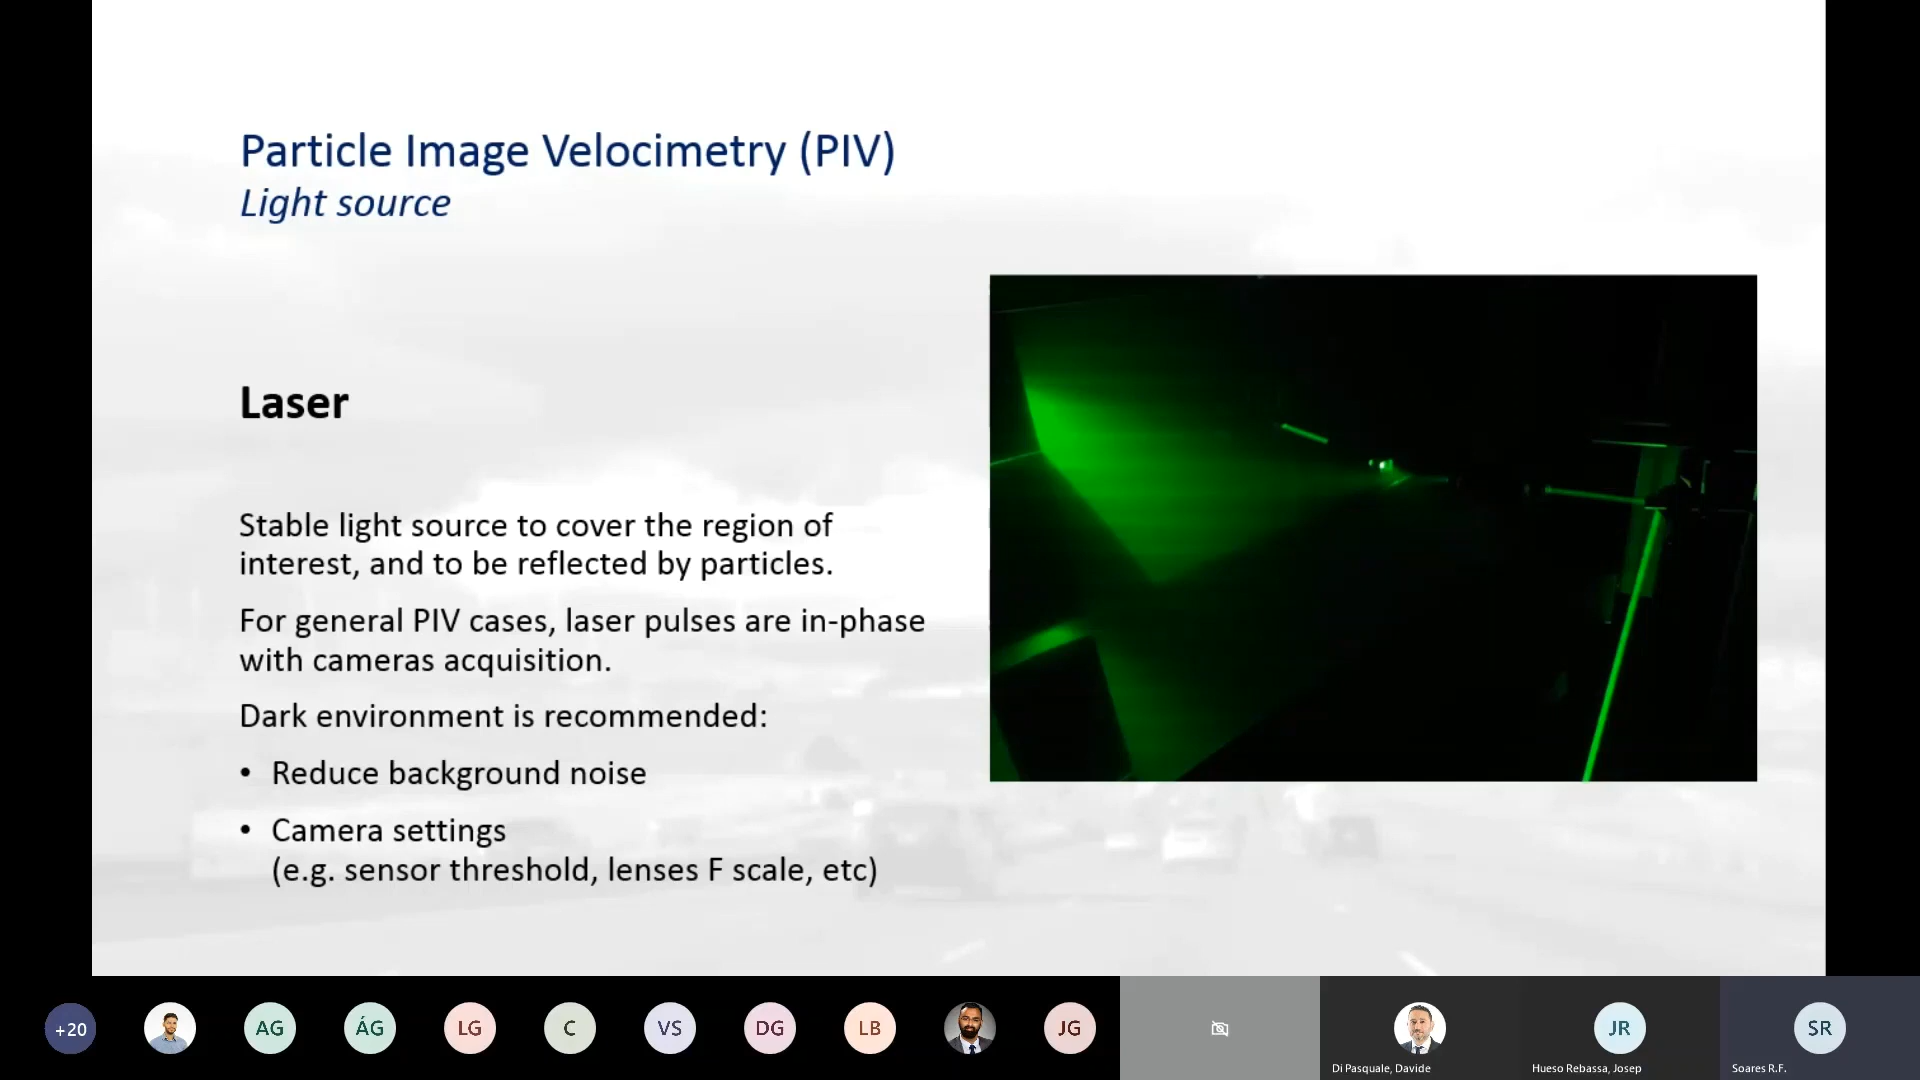 Particle Image Velocimetry (PIV)
Light source
Laser
Stable light source to cover the region of
interest, and to be reflected by particles.
For general PIV cases, laser pulses are in-phase
with cameras acquisition.
Dark environment is recommended:
• Reduce background noise
• Camera settings
(e.g. sensor threshold, lenses F scale, etc)
+20
AG
ÁG
LG
C
VS
DG
LB
JG
JR
SR
Di Pasquale, Davide
Hueso Rebassa, Josep
Soares R.F.